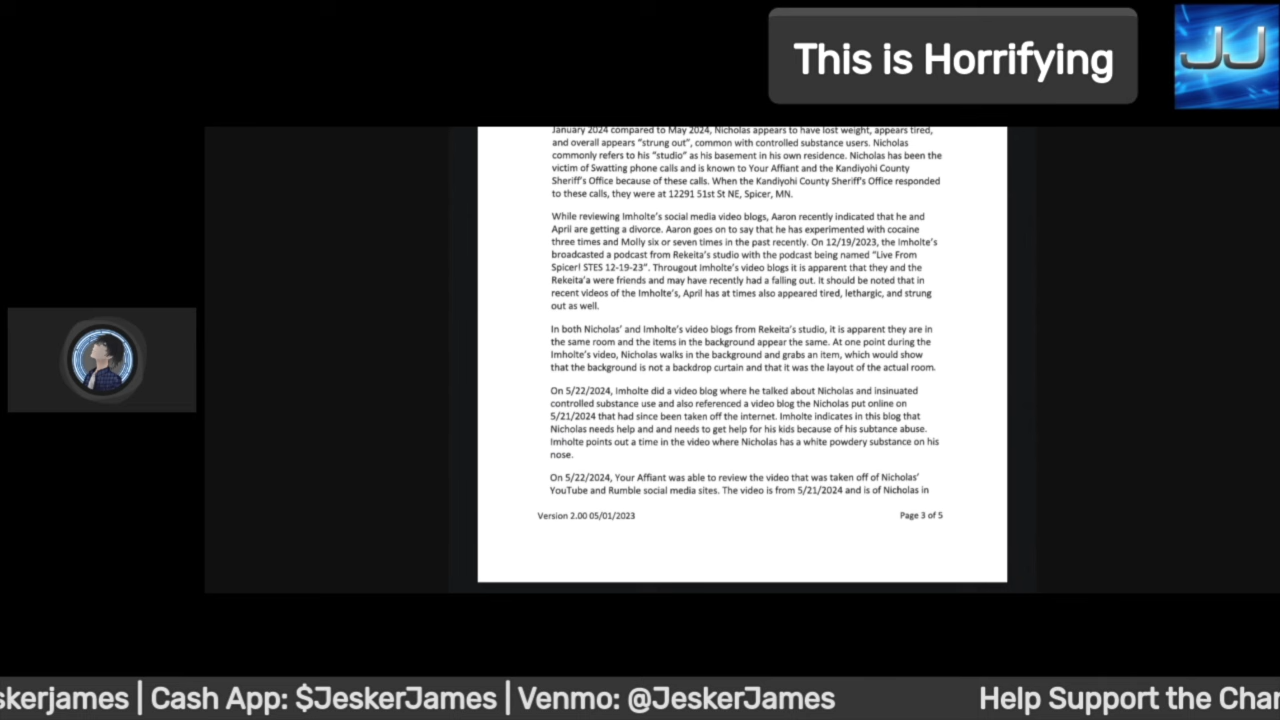 This is Horrifying
JJ
January 2024 compared to May 2024, Nicholas appears to have lost weight, appears tired,
and overall appears "strung out", common with controlled substance users. Nicholas
commonly refers to his "studio" as his basement in his own residence. Nicholas has been the
victim of Swatting phone calls and is known to Your Affiant and the Kandiyohi County
Sheriff's Office because of these calls. When the Kandiyohi County Sheriff's Office responded
to these calls, they were at 12291 51st St NE, Spicer, MN.
While reviewing Imholte's social media video blogs, Aaron recently indicated that he and
April are getting a divorce. Aaron goes on to say that he has experimented with cocaine
three times and Molly six or seven times in the past recently. On 12/19/2023, the Imholte's
broadcasted a podcast from Rekeita's studio with the podcast being named "Live From
Spicer! STES 12-19-23". Througout Imholte's video blogs it is apparent that they and the
Rekeita'a were friends and may have recently had a falling out. It should be noted that in
recent videos of the Imholte's, April has at times also appeared tired, lethargic, and strung
out as well.
In both Nicholas' and Imholte's video blogs from Rekeita's studio, it is apparent they are in
the same room and the items in the background appear the same. At one point during the
Imholte's video, Nicholas walks in the background and grabs an item, which would show
that the background is not a backdrop curtain and that it was the layout of the actual room.
On 5/22/2024, Imholte did a video blog where he talked about Nicholas and insinuated
controlled substance use and also referenced a video blog the Nicholas put online on
5/21/2024 that had since been taken off the internet. Imholte indicates in this blog that
Nicholas needs help and and needs to get help for his kids because of his subtance abuse.
Imholte points out a time in the video where Nicholas has a white powdery substance on his
nose.
On 5/22/2024, Your Affiant was able to review the video that was taken off of Nicholas'
YouTube and Rumble social media sites. The video is from 5/21/2024 and is of Nicholas in
Version 2.00 05/01/2023 Page 3 of 5
skerjames | Cash App: $JeskerJames | Venmo: @JeskerJames Help Support the Char